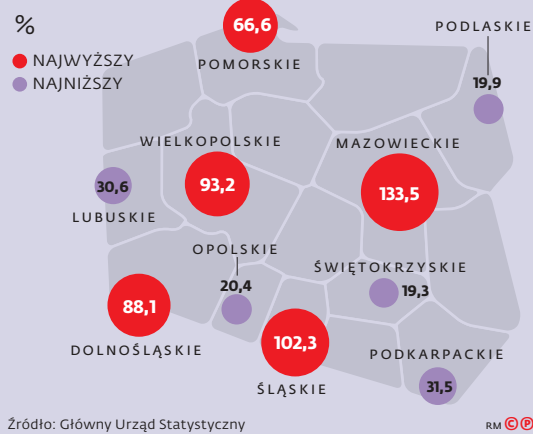 %
NAJWYŻSZY
NAJNIŻSZY
66,6
POMORSKIE
PODLASKIE
19,9
WIELKOPOLSKIE
93,2
MAZOWIECKIE
133,5
30,6
LUBUSKIE
OPOLSKIE
20,4
ŚWIĘTOKRZYSKIE
19,3
88,1
DOLNOŚLĄSKIE
102,3
ŚLĄSKIE
PODKARPACKIE
31,5
Źródło: Główny Urząd Statystyczny
RM ©℗